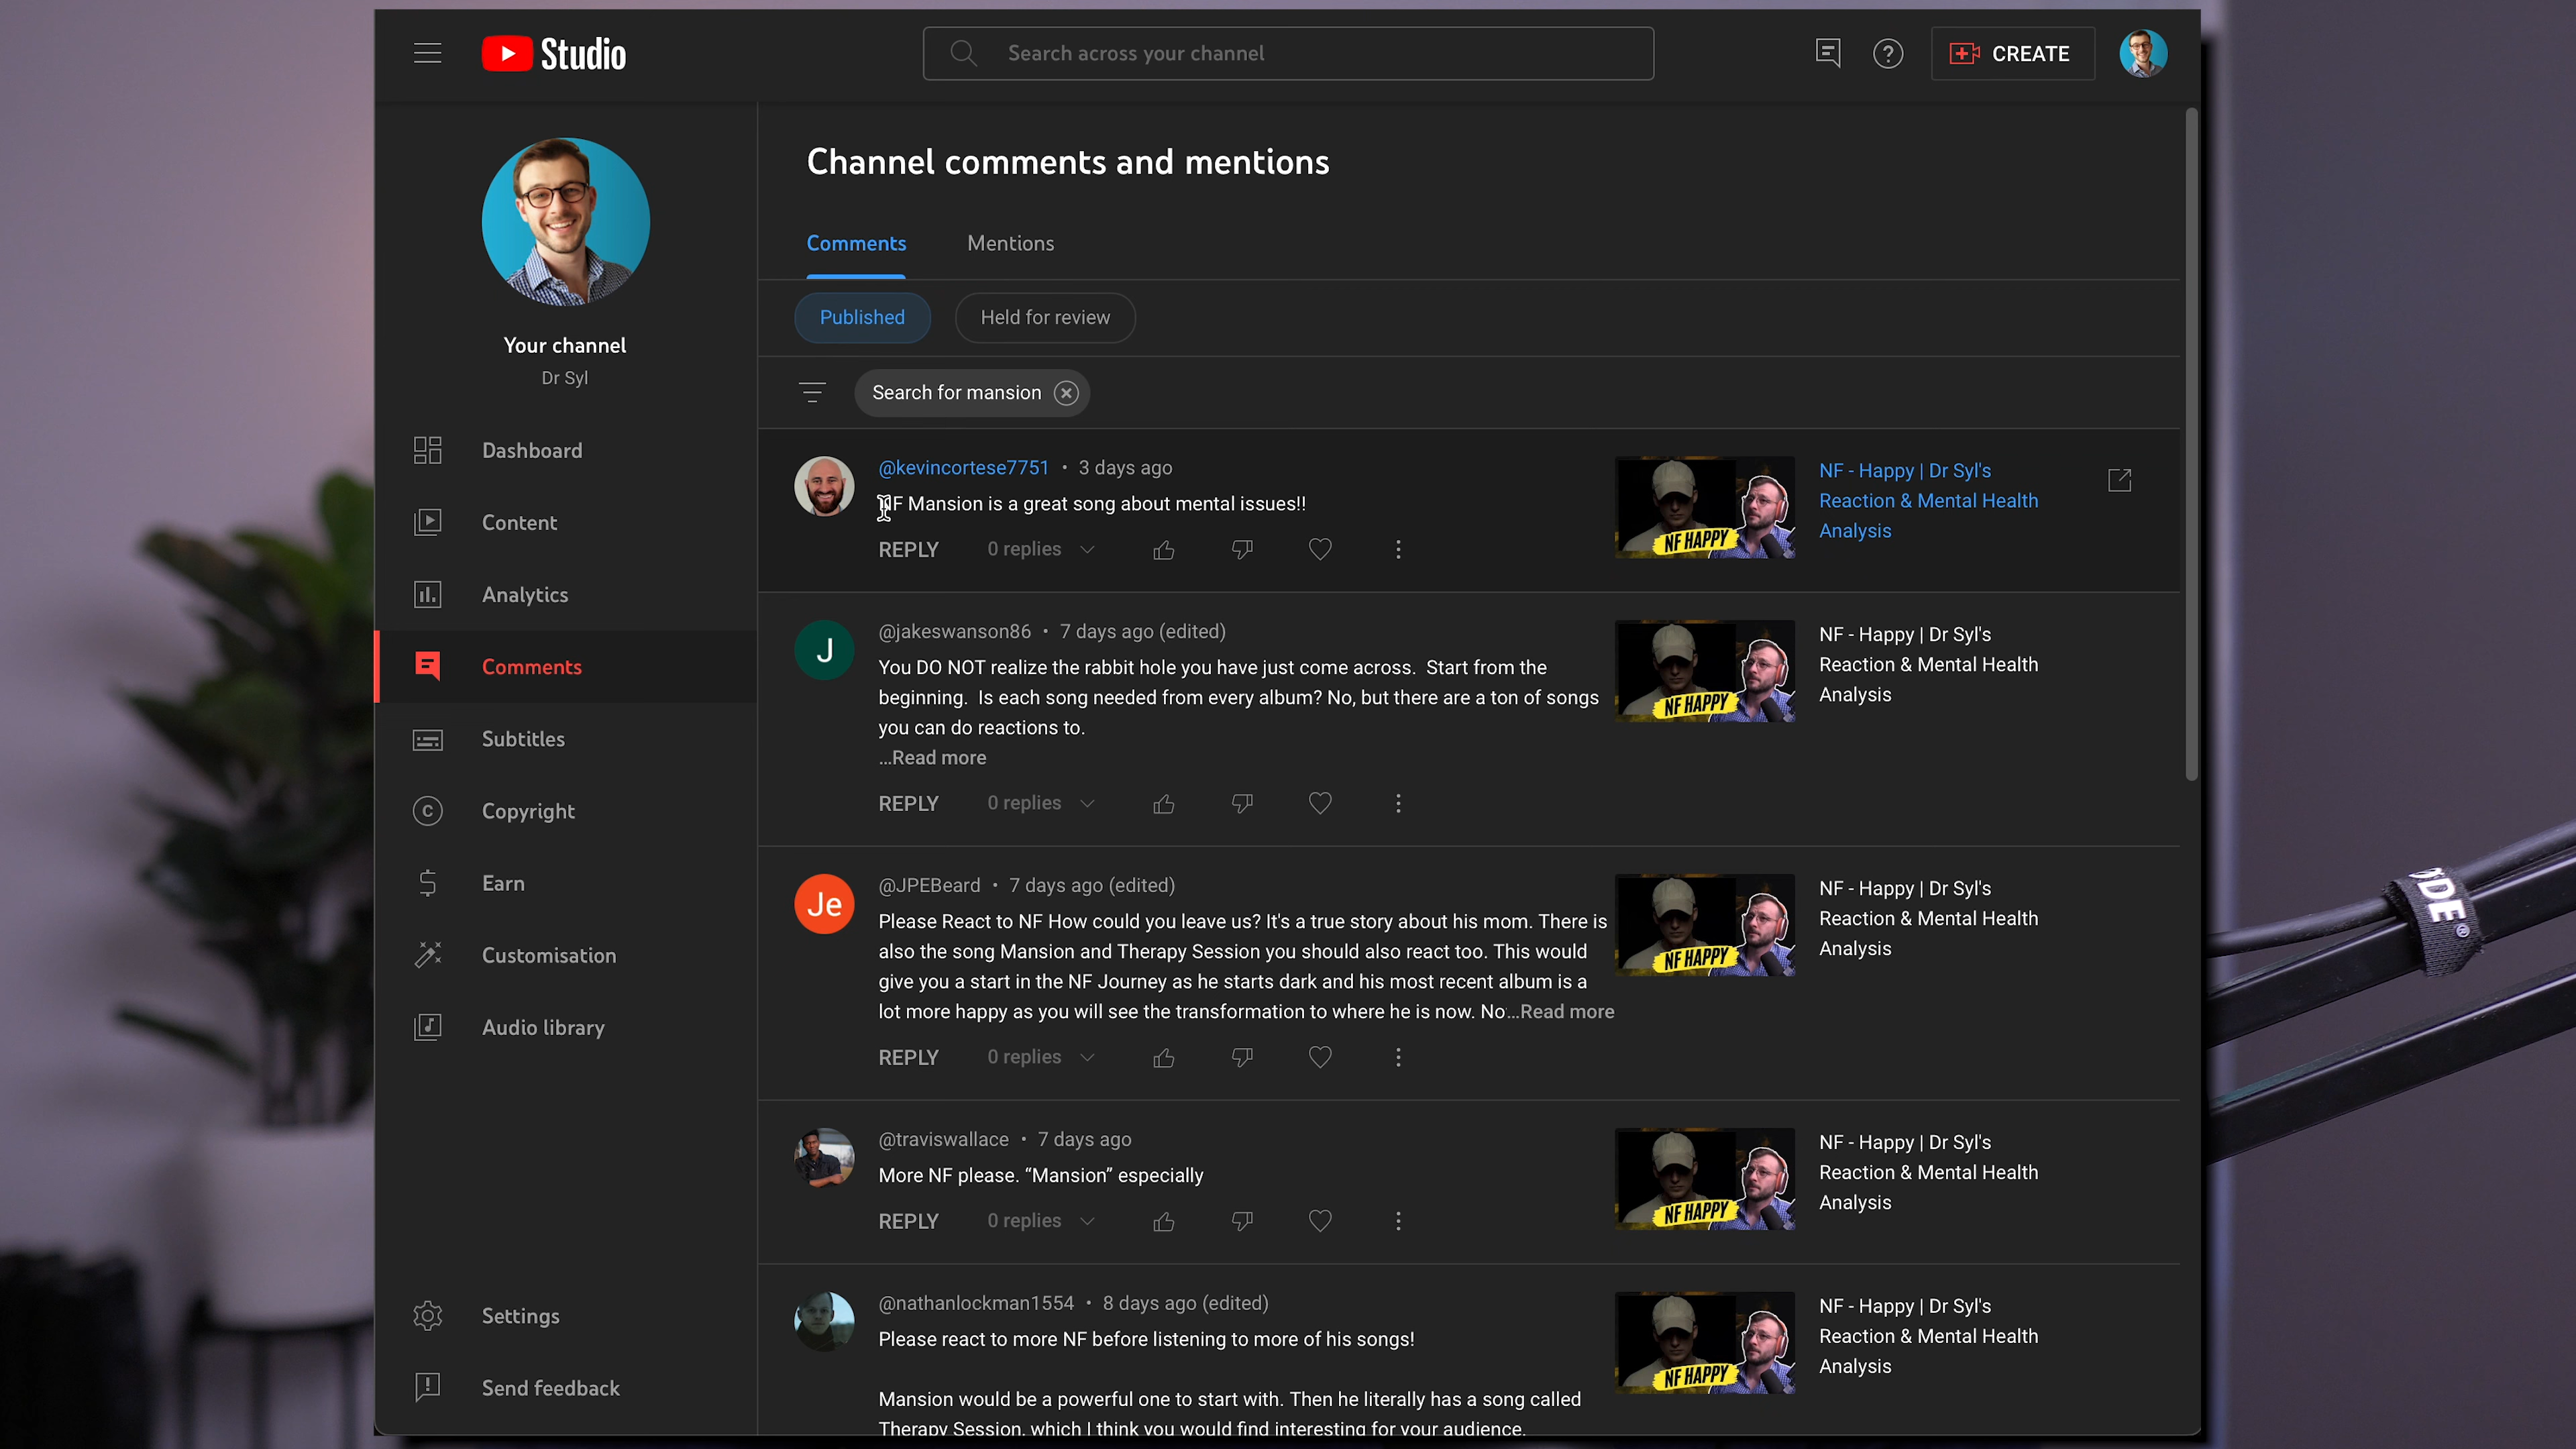 Studio
Search across your channel
?
CREATE
Your channel
Dr Syl
Dashboard
Content
Analytics
Comments
Subtitles
Copyright
Earn
Customisation
Audio library
Settings
Send feedback
Channel comments and mentions
Comments
Mentions
Published
Held for review
Search for mansion
@kevincortese7751 • 3 days ago
NF Mansion is a great song about mental issues!!
REPLY
0 replies
NF HAPPY
NF - Happy | Dr Syl's
Reaction & Mental Health
Analysis
J
@jakeswanson86 • 7 days ago (edited)
You DO NOT realize the rabbit hole you have just come across. Start from the
beginning. Is each song needed from every album? No, but there are a ton of songs
you can do reactions to.
...Read more
REPLY
0 replies
NF HAPPY
NF - Happy | Dr Syl's
Reaction & Mental Health
Analysis
Je
@JPEBeard • 7 days ago (edited)
Please React to NF How could you leave us? It's a true story about his mom. There is
also the song Mansion and Therapy Session you should also react too. This would
give you a start in the NF Journey as he starts dark and his most recent album is a
lot more happy as you will see the transformation to where he is now. No...Read more
REPLY
0 replies
NF HAPPY
NF - Happy | Dr Syl's
Reaction & Mental Health
Analysis
@traviswallace • 7 days ago
More NF please. “Mansion” especially
REPLY
0 replies
NF HAPPY
NF - Happy | Dr Syl's
Reaction & Mental Health
Analysis
@nathanlockman1554 • 8 days ago (edited)
Please react to more NF before listening to more of his songs!
Mansion would be a powerful one to start with. Then he literally has a song called
Therapy Session, which I think you would find interesting for your audience.
NF HAPPY
NF - Happy | Dr Syl's
Reaction & Mental Health
Analysis